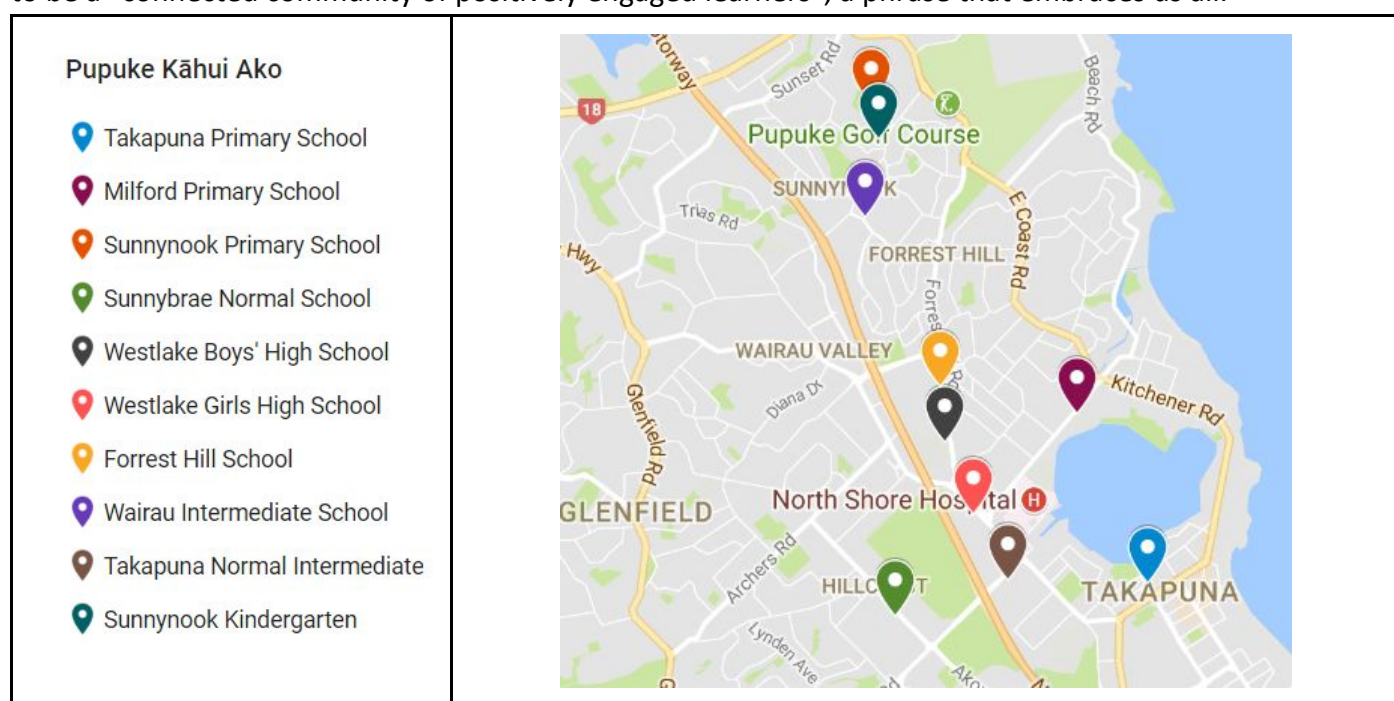 Pupuke Kāhui Ako
Takapuna Primary School
Milford Primary School
Sunnynook Primary School
Sunnybrae Normal School
Westlake Boys' High School
Westlake Girls High School
Forrest Hill School
Wairau Intermediate School
Takapuna Normal Intermediate
Sunnynook Kindergarten
Sunset Rd
Beach Rd
18
Pupuke Golf Course
Trias Rd
E Coast Rd
Hwy
FORREST HILL
WAIRAU VALLEY
Diana Dr
Kitchener Rd
Glenfield Rd
North Shore Hospital H
GLENFIELD
Archers Rd
TAKAPUNA
Lynden Ave